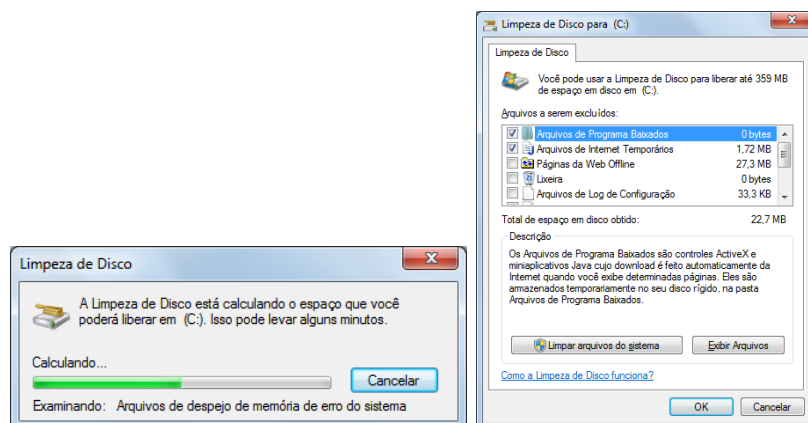 Limpeza de Disco
A Limpeza de Disco está calculando o espaço que você
poderá liberar em (C:). Isso pode levar alguns minutos.
Calculando...
Cancelar
Examinando: Arquivos de despejo de memória de erro do sistema
Limpeza de Disco para (C:)
Limpeza de Disco
Você pode usar a Limpeza de Disco para liberar até 359 MB
de espaço em disco em (C:).
Arquivos a serem excluídos:
Arquivos de Programa Baixados 0 bytes
Arquivos de Internet Temporários 1,72 MB
Páginas da Web Offline 27,3 MB
Lixeira 0 bytes
Arquivos de Log de Configuração 33,3 KB
Total de espaço em disco obtido: 22,7 MB
Descrição
Os Arquivos de Programa Baixados são controles ActiveX e
miniaplicativos Java cujo download é feito automaticamente da
Internet quando você exibe determinadas páginas. Eles são
armazenados temporariamente no seu disco rígido, na pasta
Arquivos de Programa Baixados.
Limpar arquivos do sistema Exibir Arquivos
Como a Limpeza de Disco funciona?
OK Cancelar